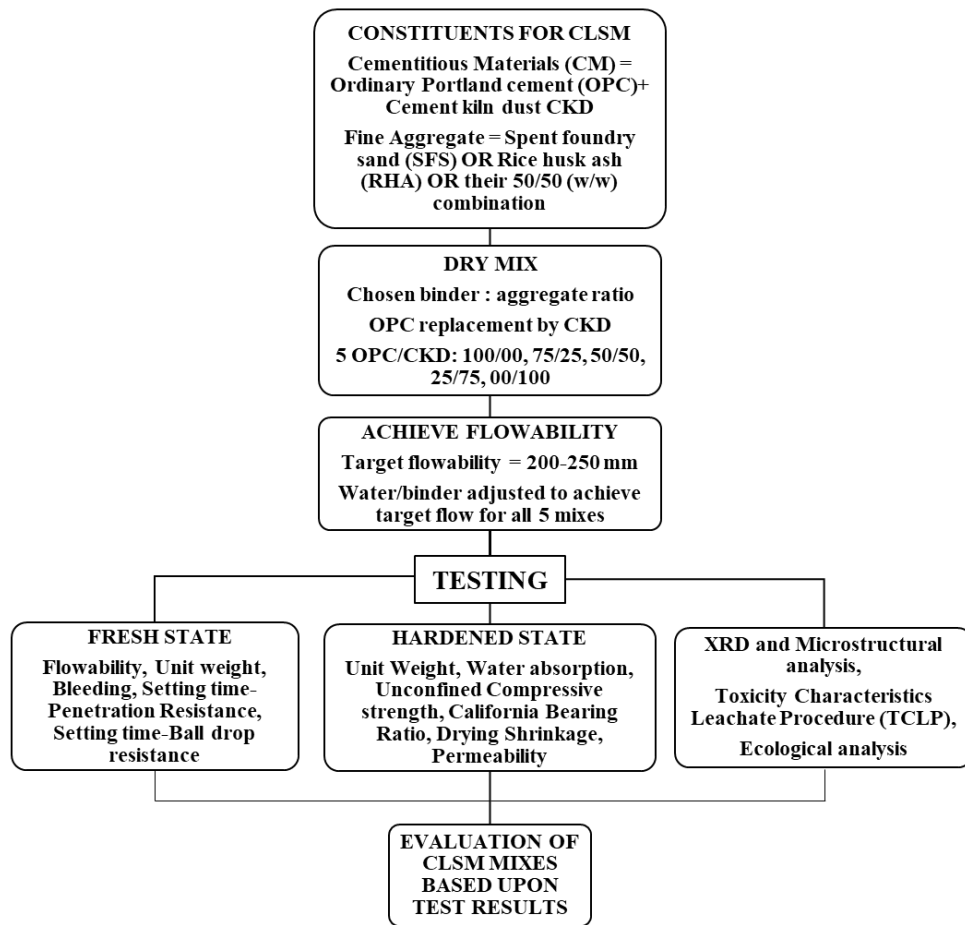 CONSTITUENTS FOR CLSM
Cementitious Materials (CM) =
Ordinary Portland cement (OPC)+
Cement kiln dust CKD
Fine Aggregate = Spent foundry
sand (SFS) OR Rice husk ash
(RHA) OR their 50/50 (w/w)
combination
DRY MIX
Chosen binder : aggregate ratio
OPC replacement by CKD
5 OPC/CKD: 100/00, 75/25, 50/50,
25/75, 00/100
ACHIEVE FLOWABILITY
Target flowability = 200-250 mm
Water/binder adjusted to achieve
target flow for all 5 mixes
TESTING
FRESH STATE
Flowability, Unit weight,
Bleeding, Setting time-
Penetration Resistance,
Setting time-Ball drop
resistance
HARDENED STATE
Unit Weight, Water absorption,
Unconfined Compressive
strength, California Bearing
Ratio, Drying Shrinkage,
Permeability
XRD and Microstructural
analysis,
Toxicity Characteristics
Leachate Procedure (TCLP),
Ecological analysis
EVALUATION OF
CLSM MIXES
BASED UPON
TEST RESULTS